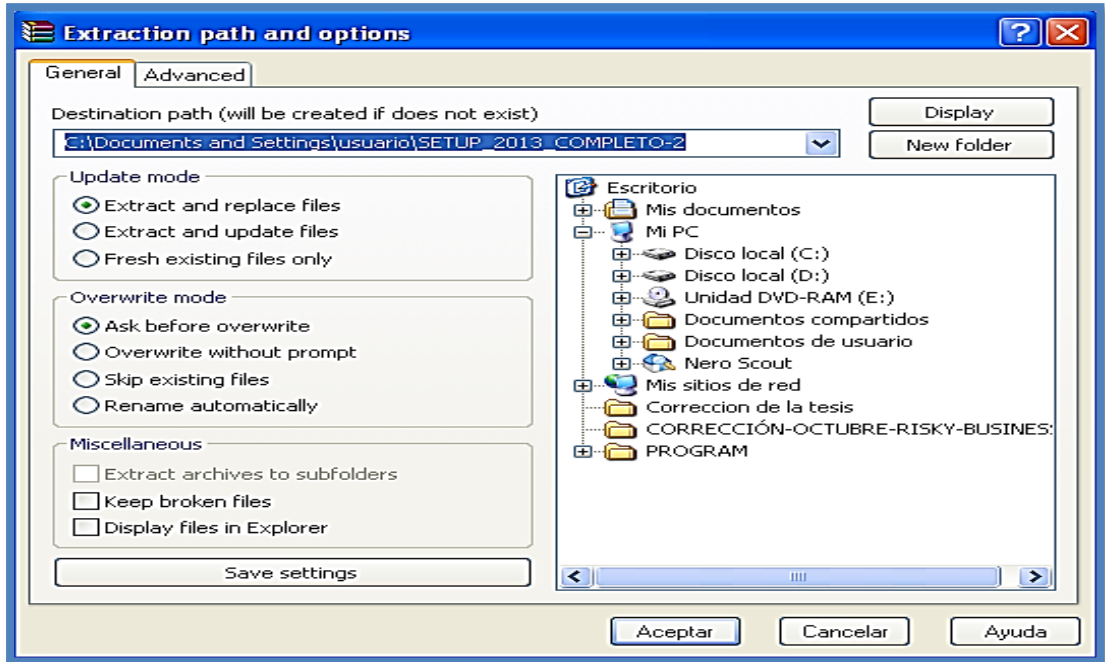 Extraction path and options
General Advanced
Destination path (will be created if does not exist)
Display
C:\Documents and Settings\usuario\SETUP_2013_COMPLETO-2
New folder
Update mode
Extract and replace files
Extract and update files
Fresh existing files only
Overwrite mode
Ask before overwrite
Overwrite without prompt
Skip existing files
Rename automatically
Miscellaneous
Extract archives to subfolders
Keep broken files
Display files in Explorer
Save settings
Escritorio
Mis documentos
Mi PC
Disco local (C:)
Disco local (D:)
Unidad DVD-RAM (E:)
Documentos compartidos
Documentos de usuario
Nero Scout
Mis sitios de red
Correccion de la tesis
CORRECCIÓN-OCTUBRE-RISKY-BUSINES
PROGRAM
Aceptar Cancelar Ayuda